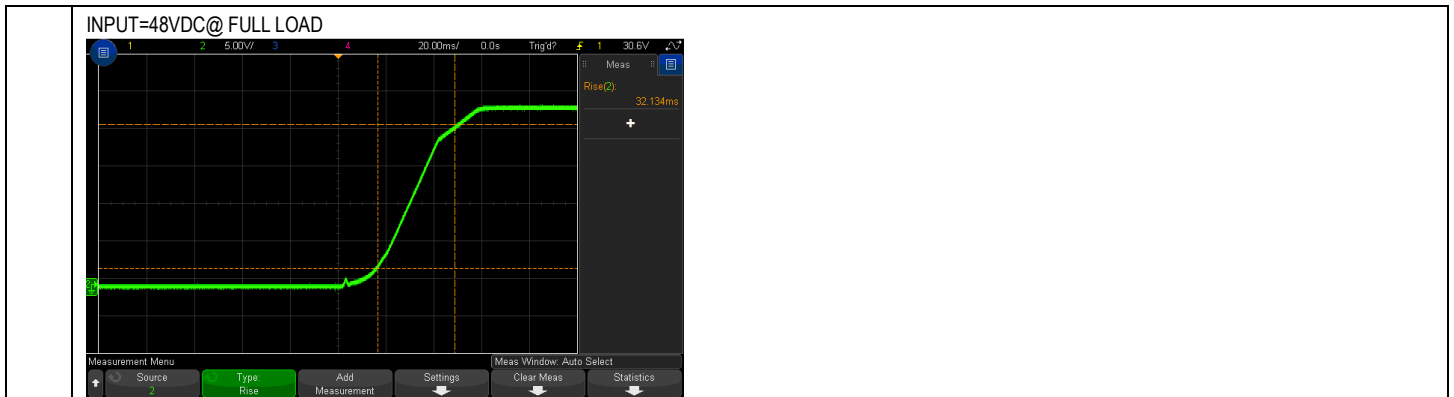 INPUT=48VDC@ FULL LOAD
1 2 5.00V/ 3 4 20.00ms/ 0.0s Trig'd? 1 30.6V
Meas
Rise(2):
32.134ms
+
Measurement Menu Meas Window: Auto Select
Source Type: Add Settings Clear Meas Statistics
2 Rise Measurement